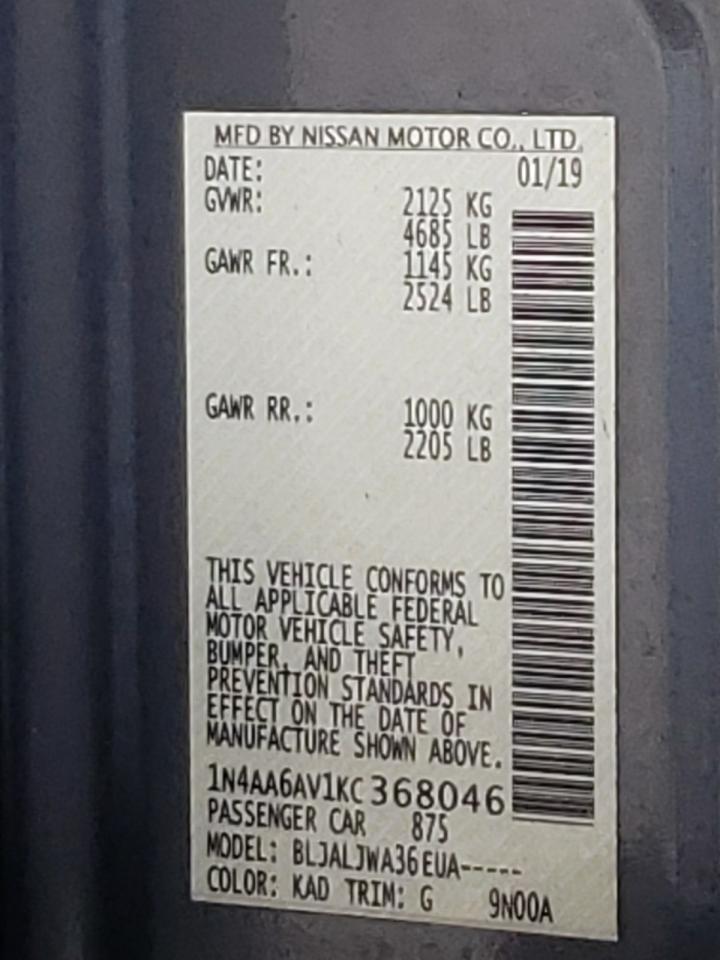 MFD BY NISSAN MOTOR CO., LTD.
DATE: 01/19
GVWR: 2125 KG
4685 LB
GAWR FR.: 1145 KG
2524 LB
GAWR RR.: 1000 KG
2205 LB
THIS VEHICLE CONFORMS TO
ALL APPLICABLE FEDERAL
MOTOR VEHICLE SAFETY,
BUMPER, AND THEFT
PREVENTION STANDARDS IN
EFFECT ON THE DATE OF
MANUFACTURE SHOWN ABOVE.
1N4AA6AV1KC368046
PASSENGER CAR 875
MODEL: BLJALJWA36EUA-----
COLOR: KAD TRIM: G 9N00A